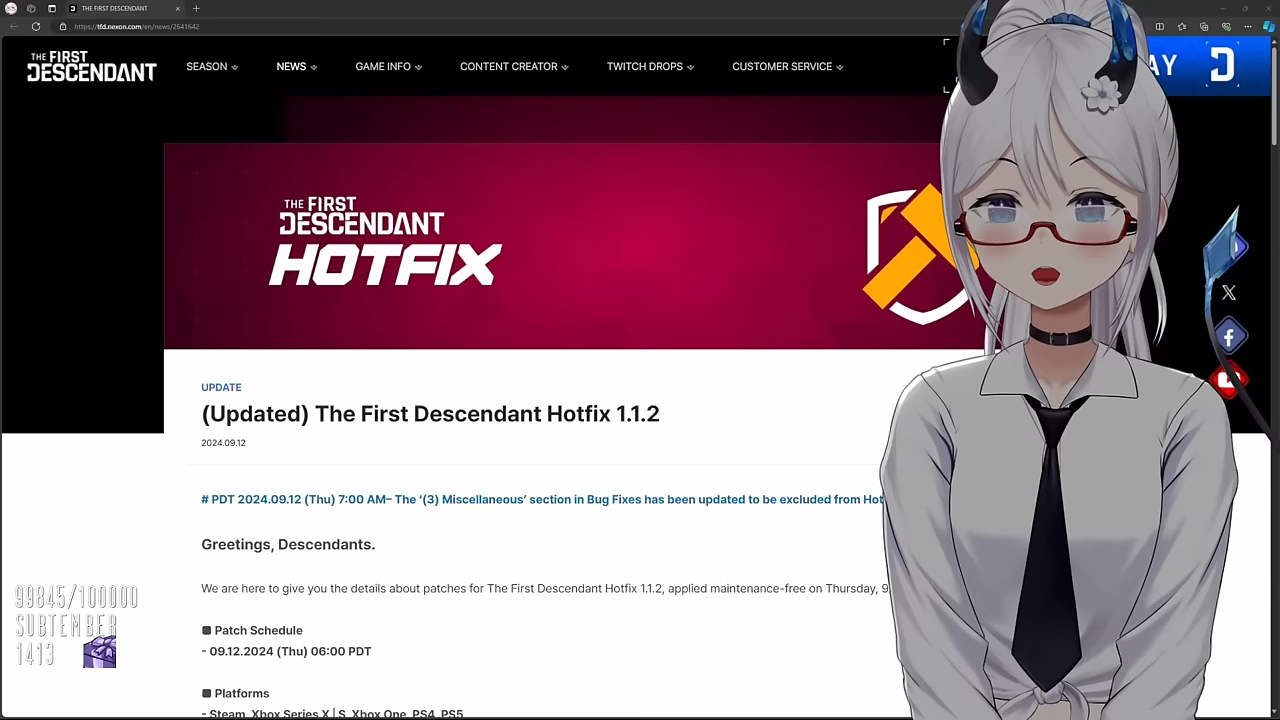 THE FIRST DESCENDANT
https://tfd.nexon.com/en/news/2641642
THE FIRST
DESCENDANT
SEASON
NEWS
GAME INFO
CONTENT CREATOR
TWITCH DROPS
CUSTOMER SERVICE
AY
THE FIRST
DESCENDANT
HOTFIX
UPDATE
(Updated) The First Descendant Hotfix 1.1.2
2024.09.12
# PDT 2024.09.12 (Thu) 7:00 AM– The ‘(3) Miscellaneous’ section in Bug Fixes has been updated to be excluded from Hot
Greetings, Descendants.
We are here to give you the details about patches for The First Descendant Hotfix 1.1.2, applied maintenance-free on Thursday, 9
Patch Schedule
- 09.12.2024 (Thu) 06:00 PDT
Platforms
- Steam, Xbox Series X | S, Xbox One, PS4, PS5
99845/100000
SUBTEMBER
1413